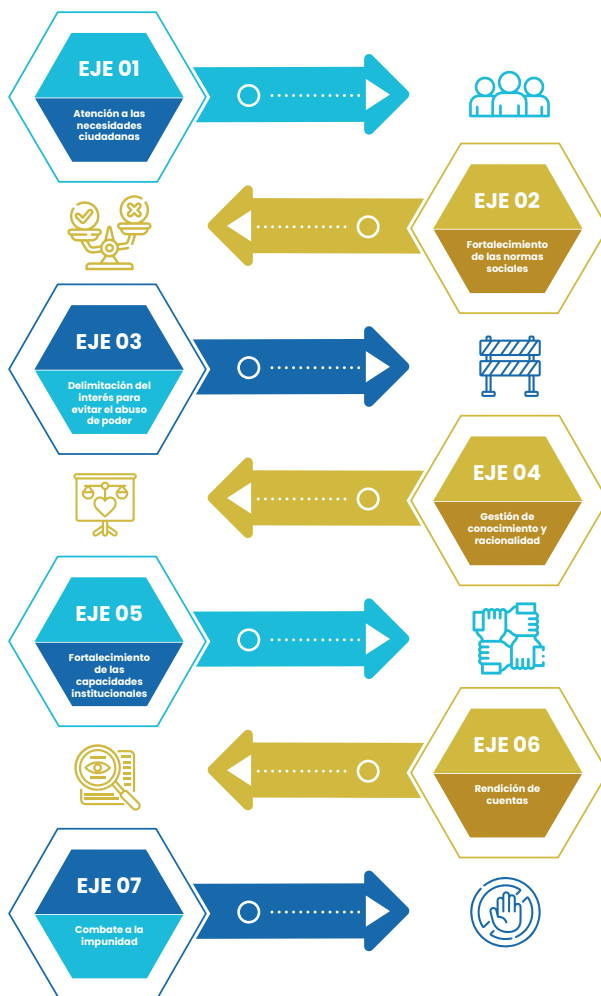 EJE 01
Atención a las
necesidades
ciudadanas
EJE 02
Fortalecimiento
de las normas
sociales
EJE 03
Delimitación del
interés para
evitar el abuso
de poder
EJE 04
Gestión de
conocimiento y
racionalidad
EJE 05
Fortalecimiento
de las
capacidades
institucionales
EJE 06
Rendición de
cuentas
EJE 07
Combate a la
impunidad